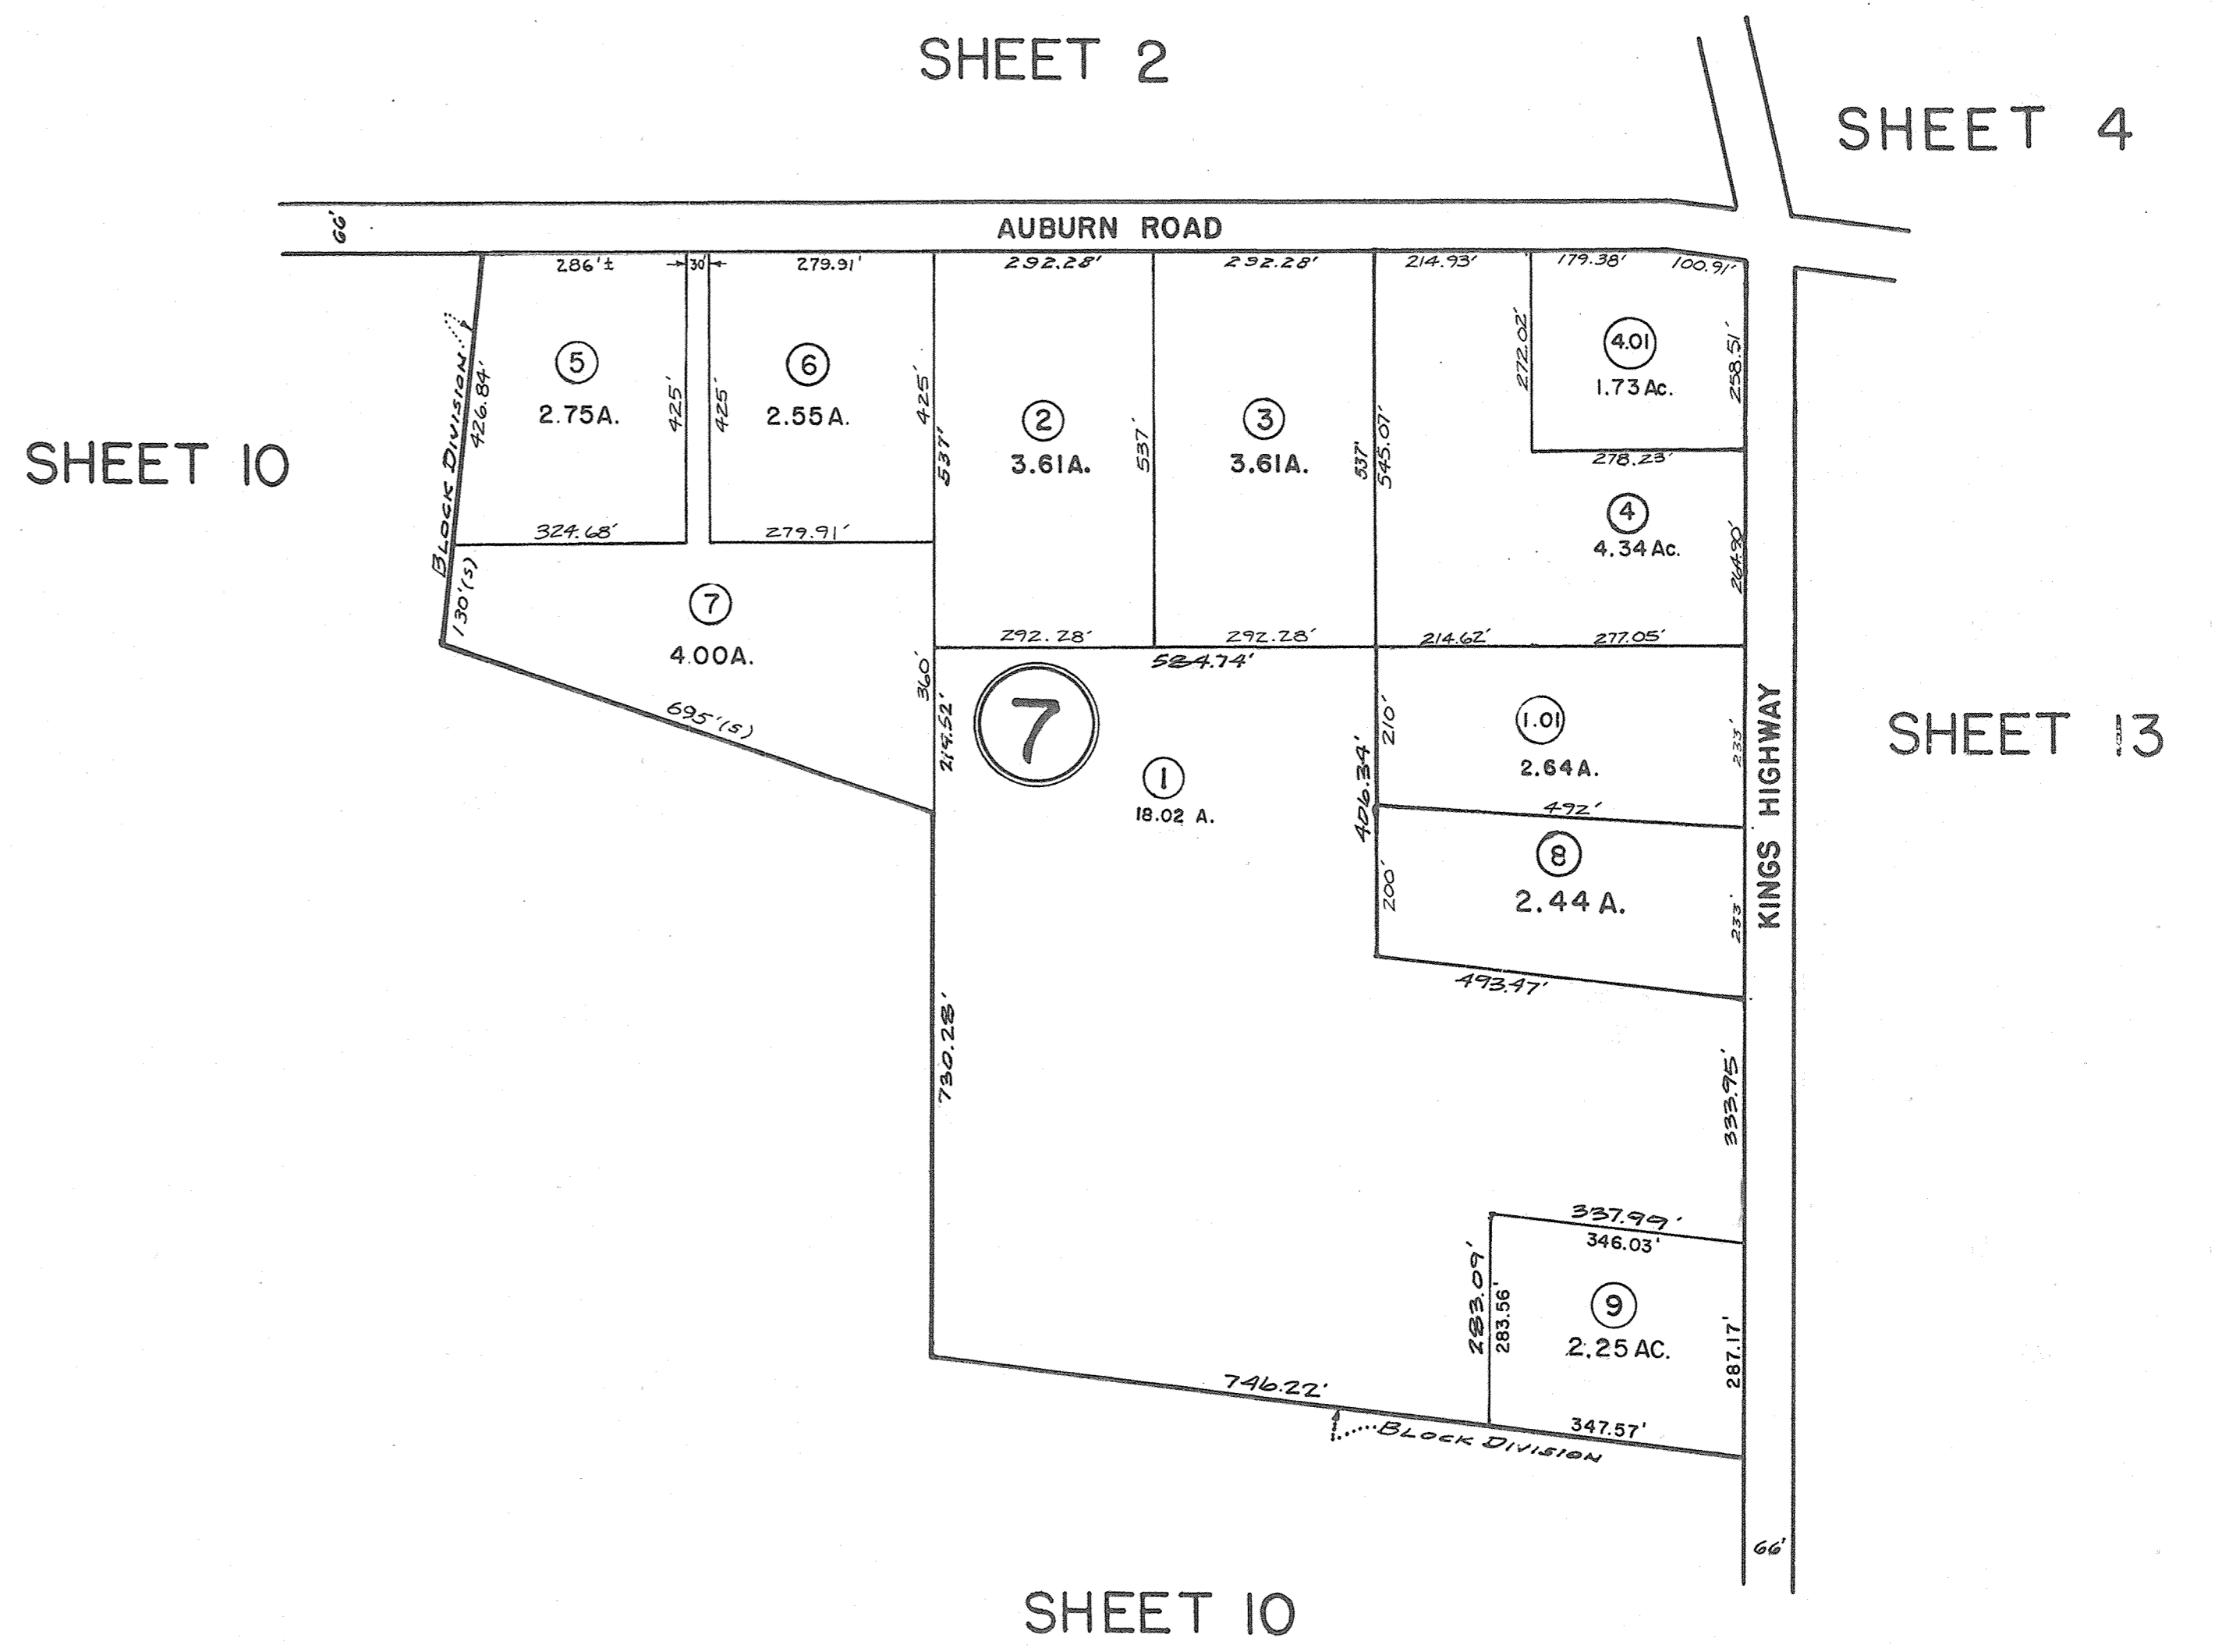 SHEET 2
SHEET 4
66'
AUBURN ROAD
286'±
30'
279.91'
292.28'
292.28'
214.93'
179.38'
100.91'
BLOCK DIVISION
426.84'
5
2.75A.
425'
425'
6
2.55A.
425'
537'
2
3.61A.
537'
3
3.61A.
537'
545.07'
272.02'
4.01
1.73 Ac.
258.51'
278.23'
SHEET 10
324.68'
279.91'
4
4.34 Ac.
264.90'
130'(S)
7
4.00A.
695'(S)
360'
292.28'
292.28'
214.62'
277.05'
584.74'
219.52'
7
1
18.02 A.
210'
406.34'
1.01
2.64A.
233'
492'
KINGS HIGHWAY
SHEET 13
200'
8
2.44 A.
233'
493.47'
730.28'
333.95'
337.99'
346.03'
283.09'
283.56'
9
2.25 AC.
287.17'
746.22'
347.57'
BLOCK DIVISION
66'
SHEET 10